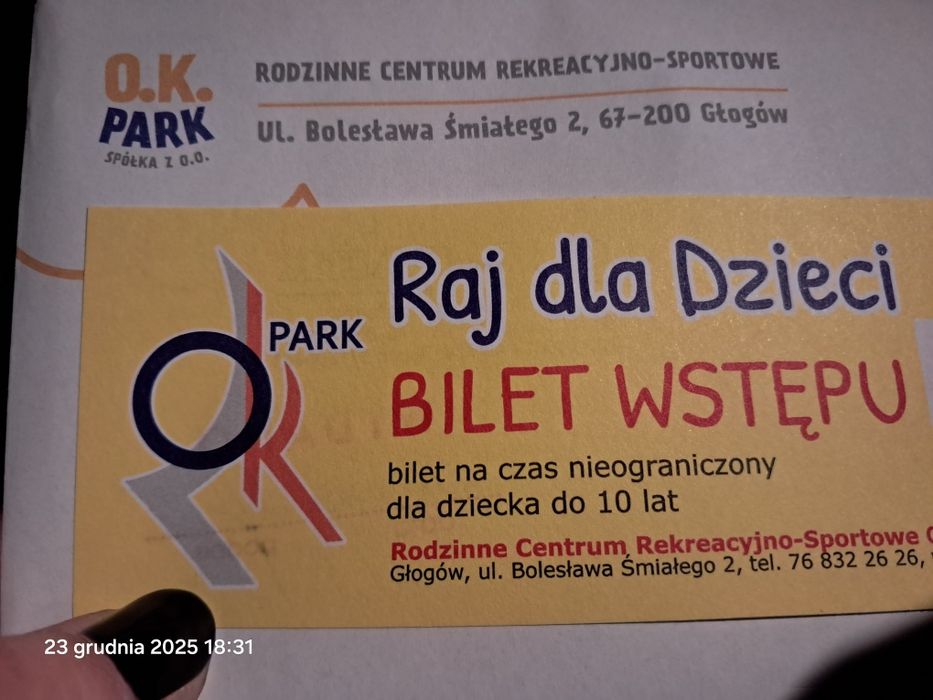 O.K.
PARK
SPÓŁKA Z O.O.
RODZINNE CENTRUM REKREACYJNO-SPORTOWE
Ul. Bolesława Śmiałego 2, 67-200 Głogów
OK PARK
Raj dla Dzieci
BILET WSTĘPU
bilet na czas nieograniczony
dla dziecka do 10 lat
Rodzinne Centrum Rekreacyjno-Sportowe
Głogów, ul. Bolesława Śmiałego 2, tel. 76 832 26 26,
23 grudnia 2025 18:31